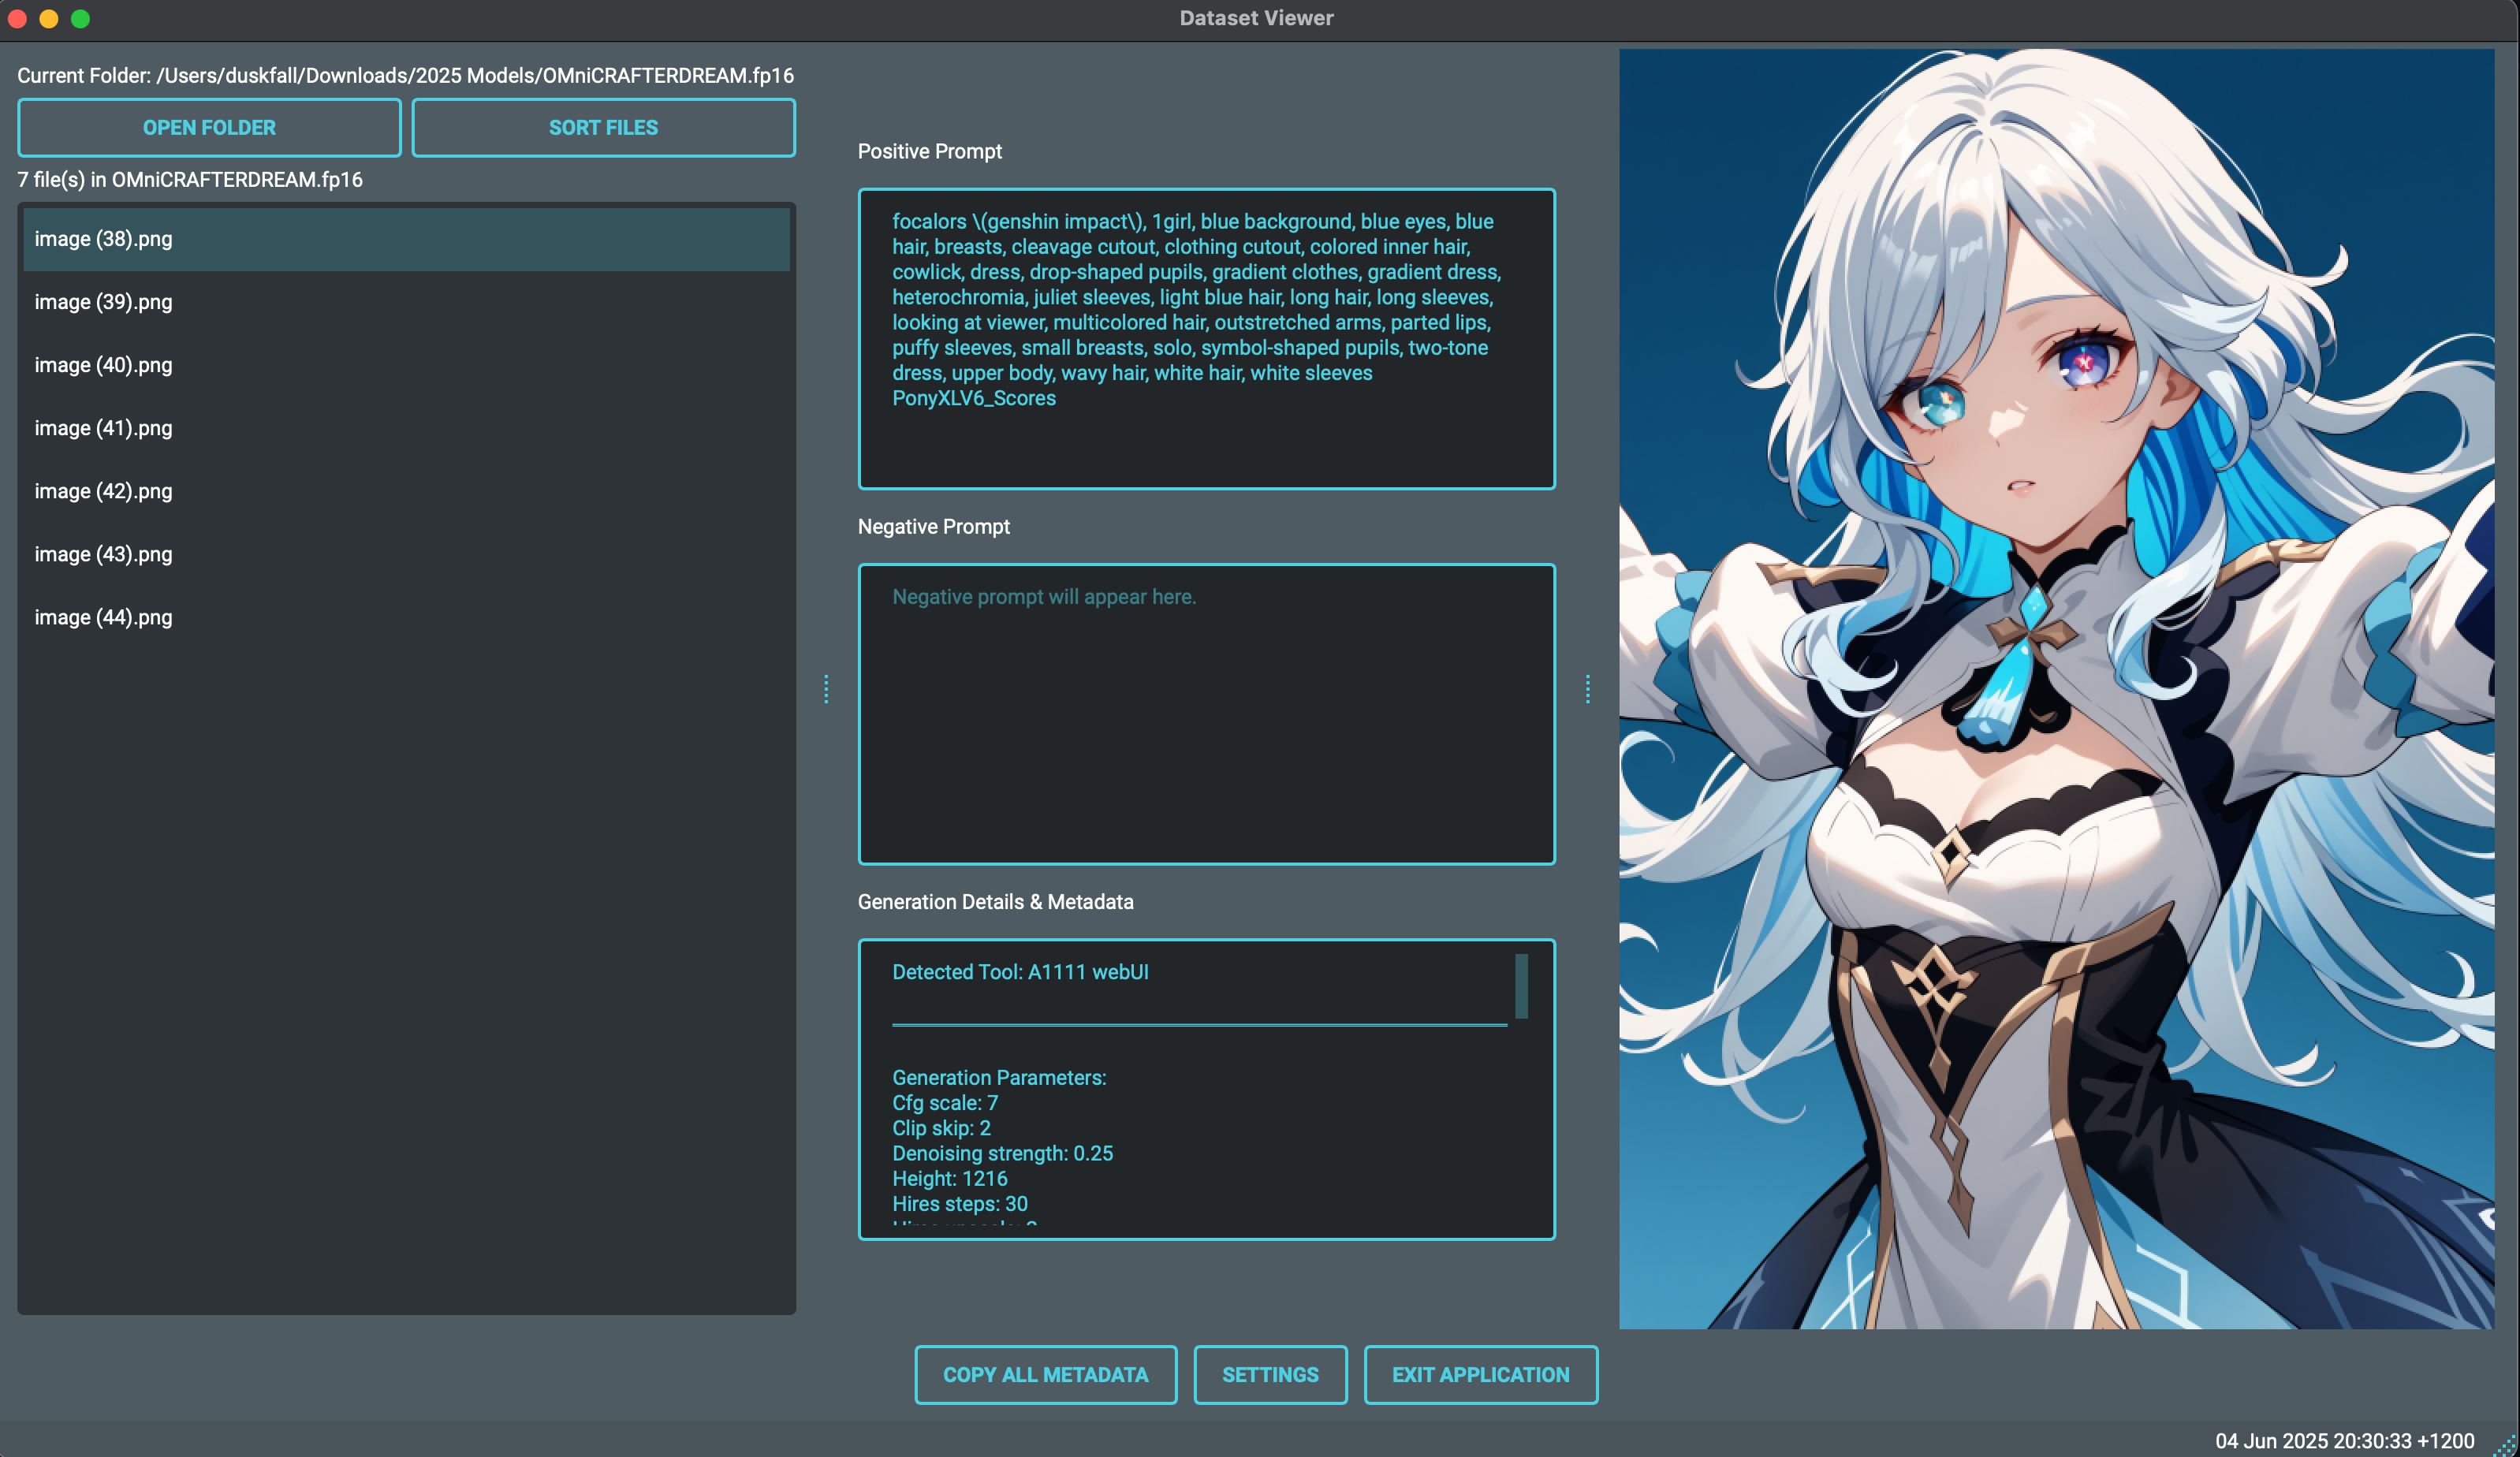 Dataset Viewer
Current Folder: /Users/duskfall/Downloads/2025 Models/OMniCRAFTERDREAM.fp16
OPEN FOLDER
SORT FILES
7 file(s) in OMniCRAFTERDREAM.fp16
image (38).png
image (39).png
image (40).png
image (41).png
image (42).png
image (43).png
image (44).png
Positive Prompt
focalors \(genshin impact\), 1girl, blue background, blue eyes, blue
hair, breasts, cleavage cutout, clothing cutout, colored inner hair,
cowlick, dress, drop-shaped pupils, gradient clothes, gradient dress,
heterochromia, juliet sleeves, light blue hair, long hair, long sleeves,
looking at viewer, multicolored hair, outstretched arms, parted lips,
puffy sleeves, small breasts, solo, symbol-shaped pupils, two-tone
dress, upper body, wavy hair, white hair, white sleeves
PonyXLV6_Scores
Negative Prompt
Negative prompt will appear here.
Generation Details & Metadata
Detected Tool: A1111 webUI
Generation Parameters:
Cfg scale: 7
Clip skip: 2
Denoising strength: 0.25
Height: 1216
Hires steps: 30
COPY ALL METADATA
SETTINGS
EXIT APPLICATION
04 Jun 2025 20:30:33 +1200